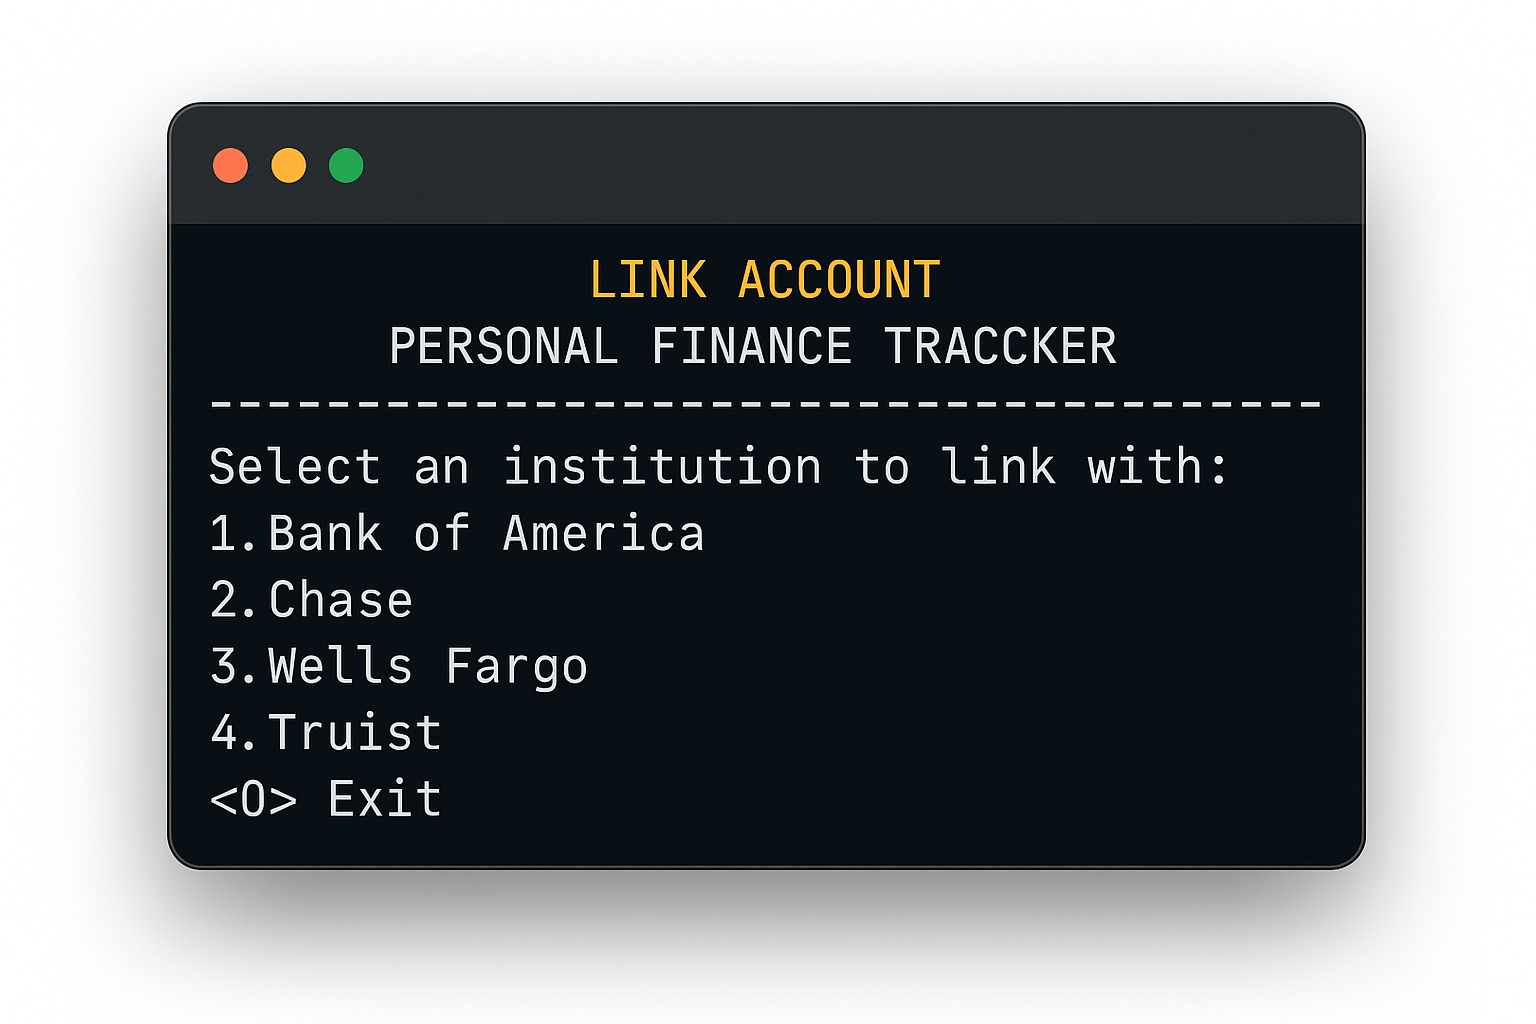 LINK ACCOUNT
PERSONAL FINANCE TRACCKER
--------------------------------------
Select an institution to link with:
1.Bank of America
2.Chase
3.Wells Fargo
4.Truist
<0> Exit